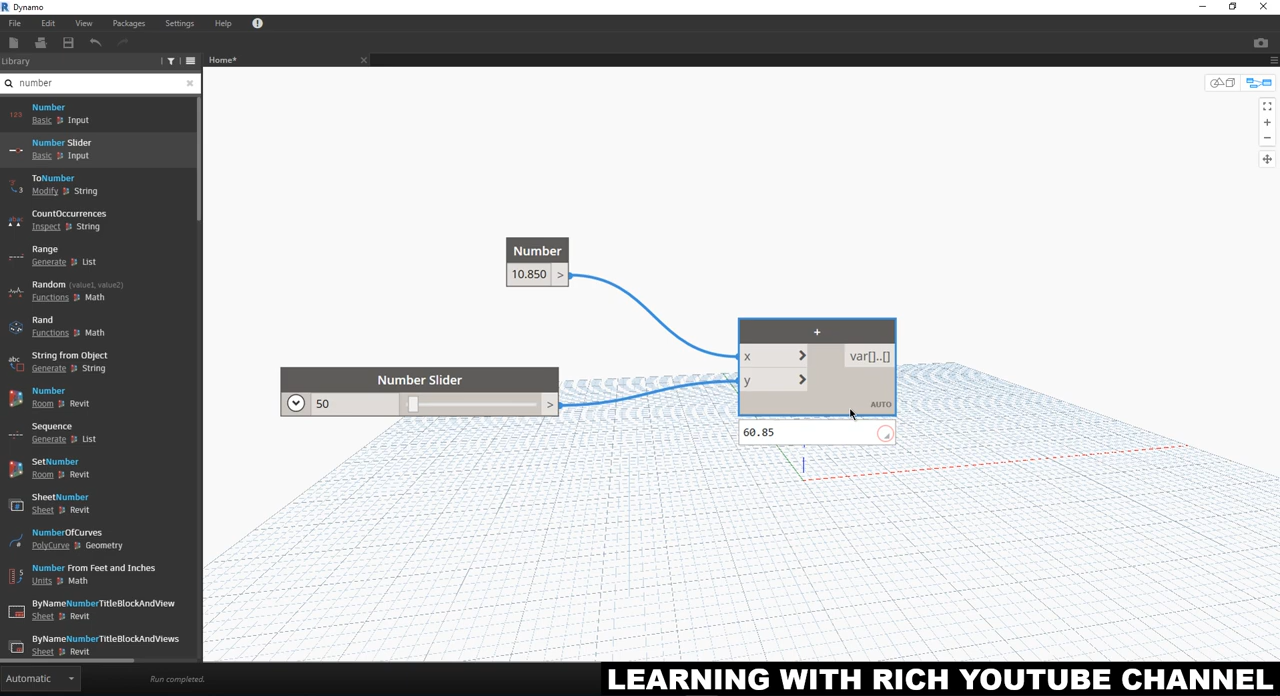 Dynamo
File Edit View Packages Settings Help
Library
Home*
number
Number
Basic Input
Number Slider
Basic Input
ToNumber
Modify String
CountOccurrences
Inspect String
Range
Generate List
Random (value1, value2)
Functions Math
Rand
Functions Math
String from Object
Generate String
Number
Room Revit
Sequence
Generate List
SetNumber
Room Revit
SheetNumber
Sheet Revit
NumberOfCurves
PolyCurve Geometry
Number From Feet and Inches
Units Math
ByNameNumberTitleBlockAndView
Sheet Revit
ByNameNumberTitleBlockAndViews
Sheet Revit
Number
10.850 >
Number Slider
50 >
+
x > var[]..[]
y >
AUTO
60.85
Automatic
Run completed.
LEARNING WITH RICH YOUTUBE CHANNEL